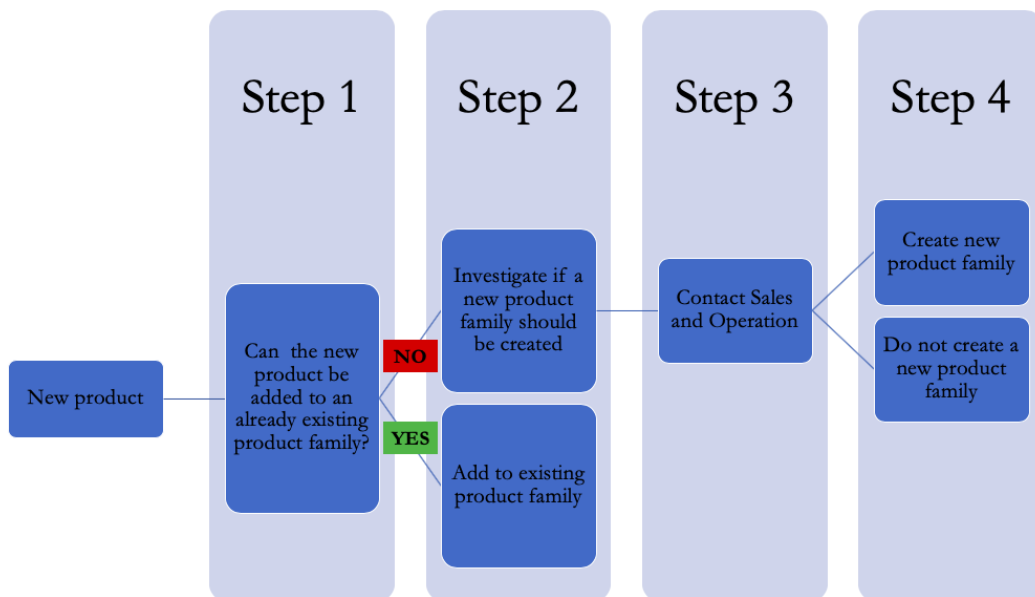 Step 1
Step 2
Step 3
Step 4
New product
Can the new
product be
added to an
already existing
product family?
NO
YES
Investigate if a
new product
family should
be created
Add to existing
product family
Contact Sales
and Operation
Create new
product family
Do not create a
new product
family